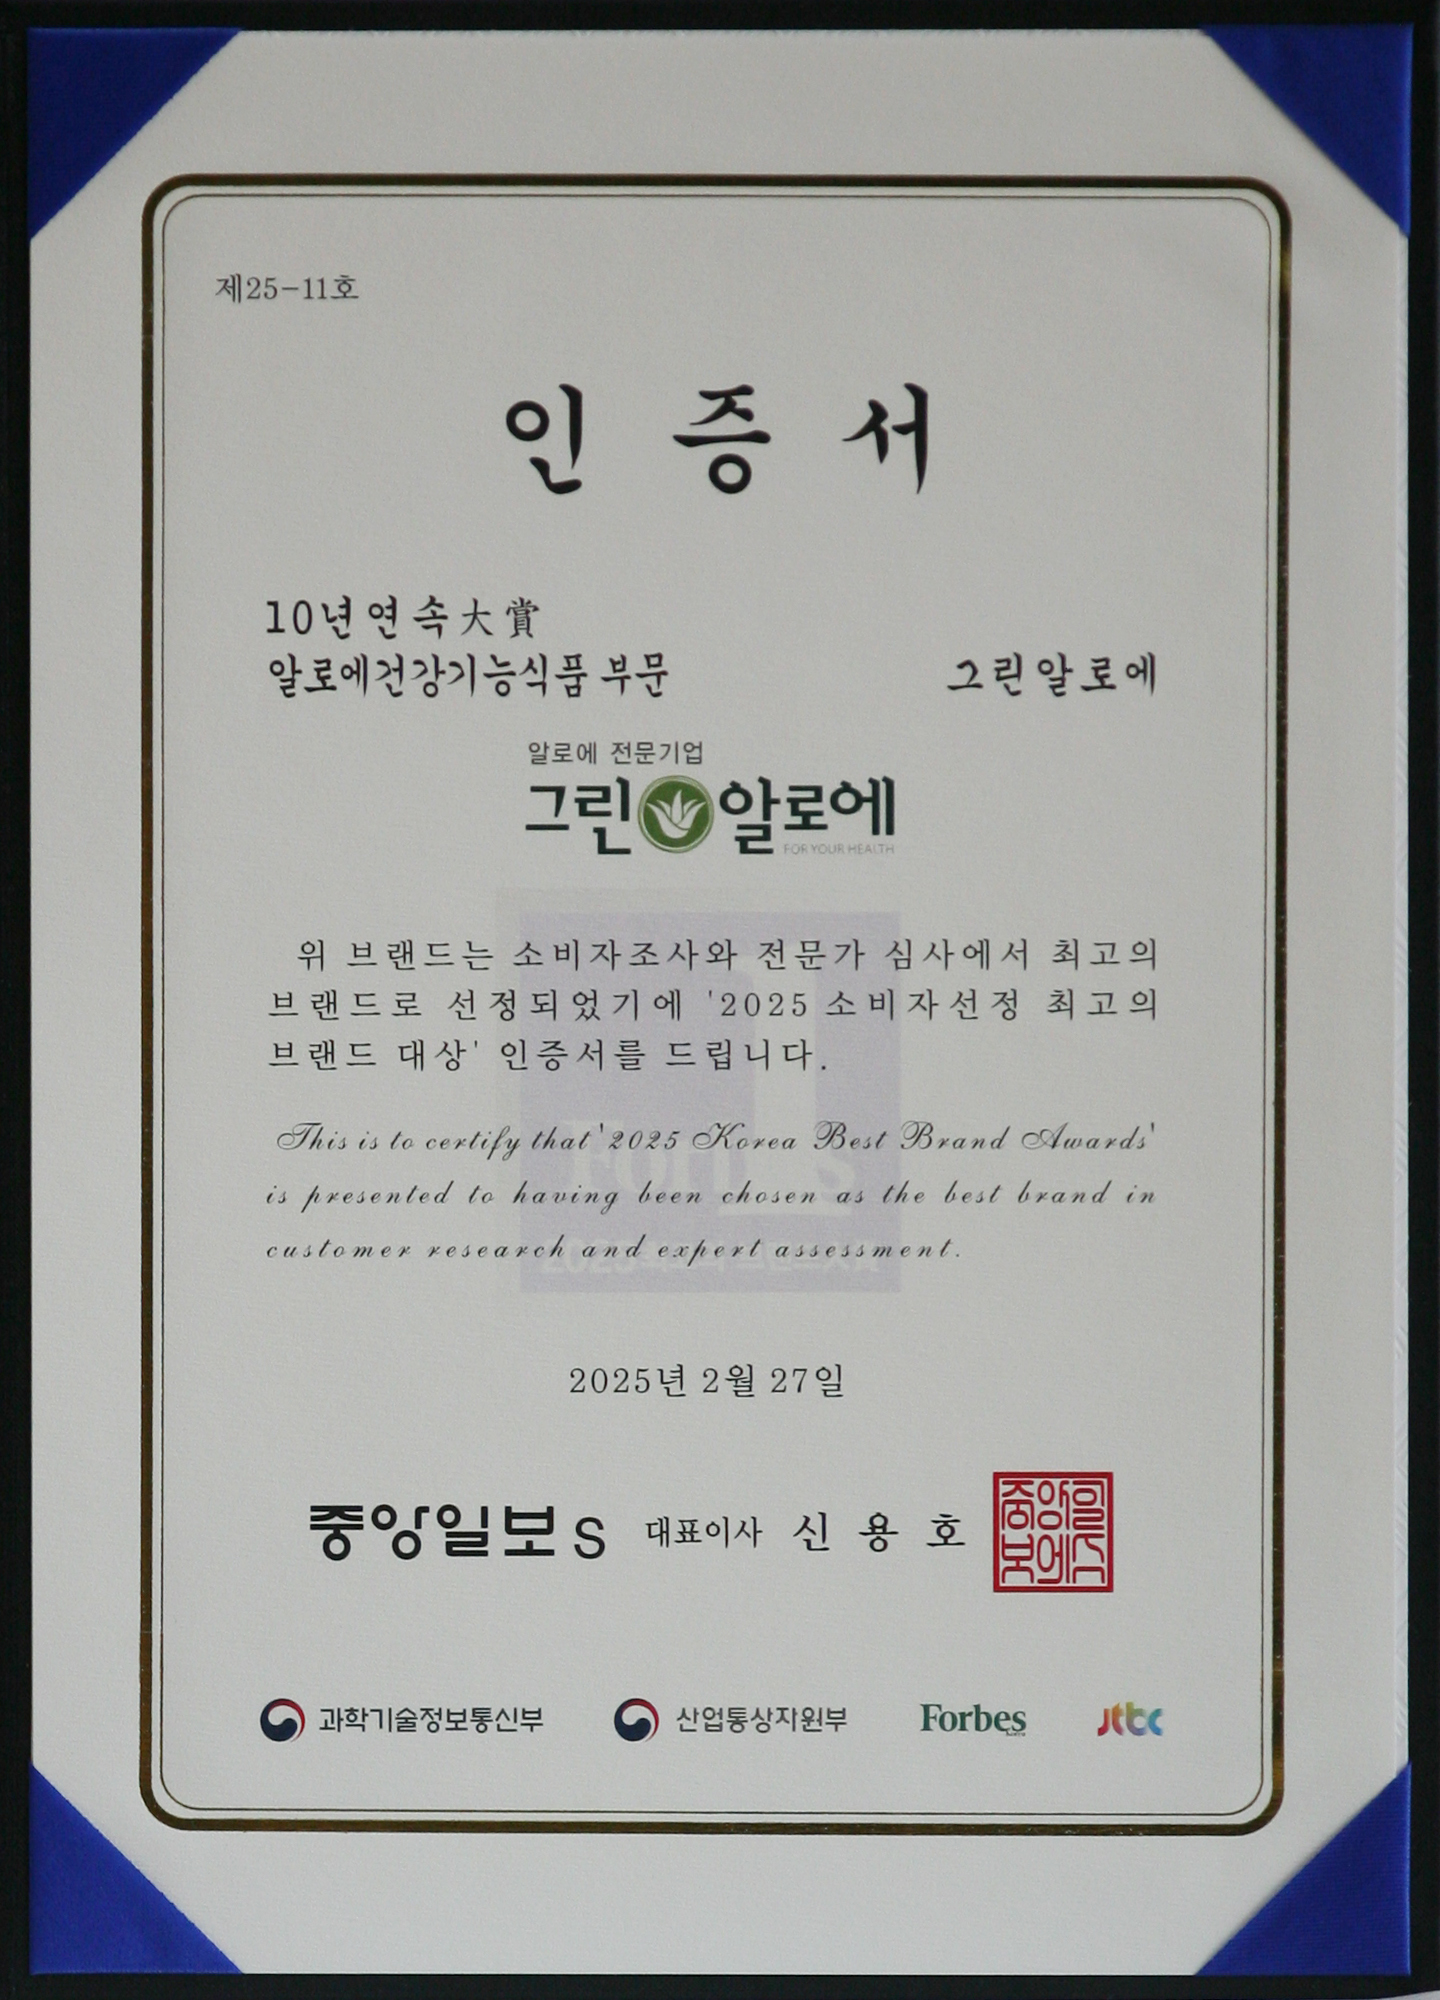 제25-11호
인 증 서
10년 연속 大賞
알로에건강기능식품 부문 그린알로에
알로에 전문기업
그린알로에
FOR YOUR HEALTH
위 브랜드는 소비자조사와 전문가 심사에서 최고의
브랜드로 선정되었기에 '2025 소비자선정 최고의
브랜드 대상' 인증서를 드립니다.
This is to certify that '2025 Korea Best Brand Awards'
is presented to having been chosen as the best brand in
customer research and expert assessment.
2025년 2월 27일
중앙일보S 대표이사 신 용 호
과학기술정보통신부 산업통상자원부 Forbes jtbc